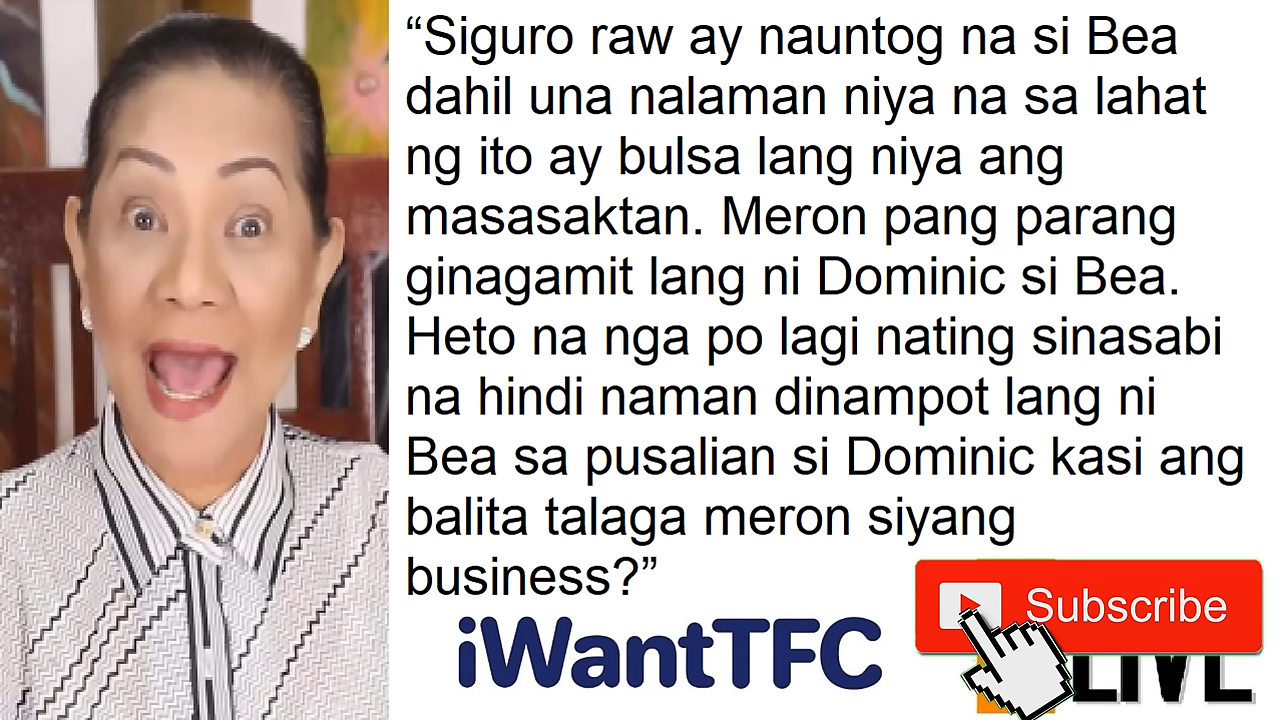 “Siguro raw ay nauntog na si Bea
dahil una nalaman niya na sa lahat
ng ito ay bulsa lang niya ang
masasaktan. Meron pang parang
ginagamit lang ni Dominic si Bea.
Heto na nga po lagi nating sinasabi
na hindi naman dinampot lang ni
Bea sa pusalian si Dominic kasi ang
balita talaga meron siyang
business?”
Subscribe
iWantTFC
LIVE